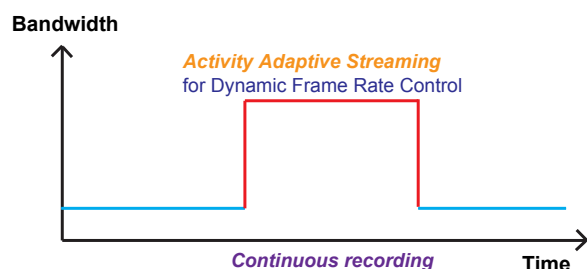 Bandwidth
Activity Adaptive Streaming
for Dynamic Frame Rate Control
Continuous recording
Time